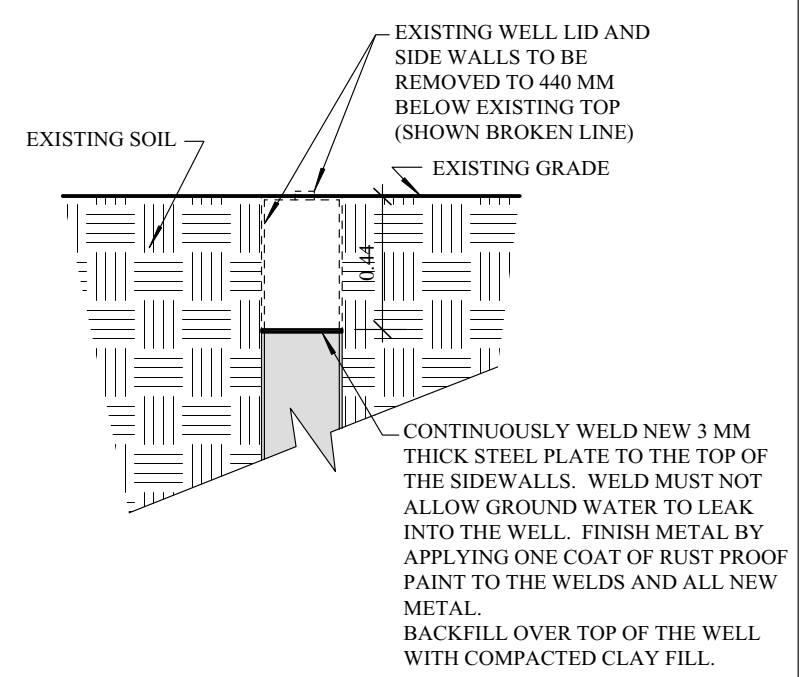 EXISTING WELL LID AND
SIDE WALLS TO BE
REMOVED TO 440 MM
BELOW EXISTING TOP
(SHOWN BROKEN LINE)
EXISTING SOIL
EXISTING GRADE
0.44
CONTINUOUSLY WELD NEW 3 MM
THICK STEEL PLATE TO THE TOP OF
THE SIDEWALLS. WELD MUST NOT
ALLOW GROUND WATER TO LEAK
INTO THE WELL. FINISH METAL BY
APPLYING ONE COAT OF RUST PROOF
PAINT TO THE WELDS AND ALL NEW
METAL.
BACKFILL OVER TOP OF THE WELL
WITH COMPACTED CLAY FILL.